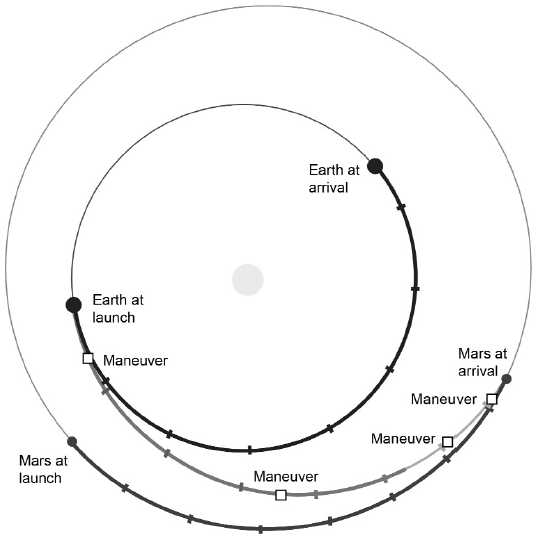 Earth at
arrival
Earth at
launch
Maneuver
Mars at
arrival
Maneuver
Maneuver
Mars at
launch
Maneuver